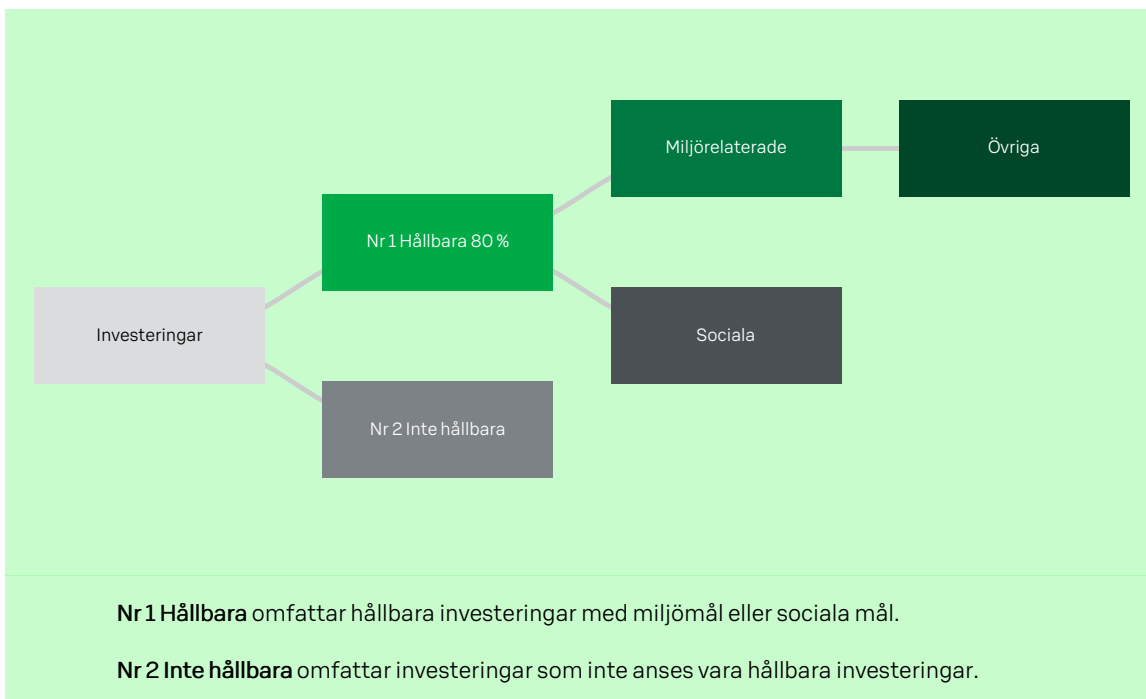 Miljörelaterade
Övriga
Nr 1 Hållbara 80 %
Investeringar
Sociala
Nr 2 Inte hållbara
Nr 1 Hållbara omfattar hållbara investeringar med miljömål eller sociala mål.
Nr 2 Inte hållbara omfattar investeringar som inte anses vara hållbara investeringar.